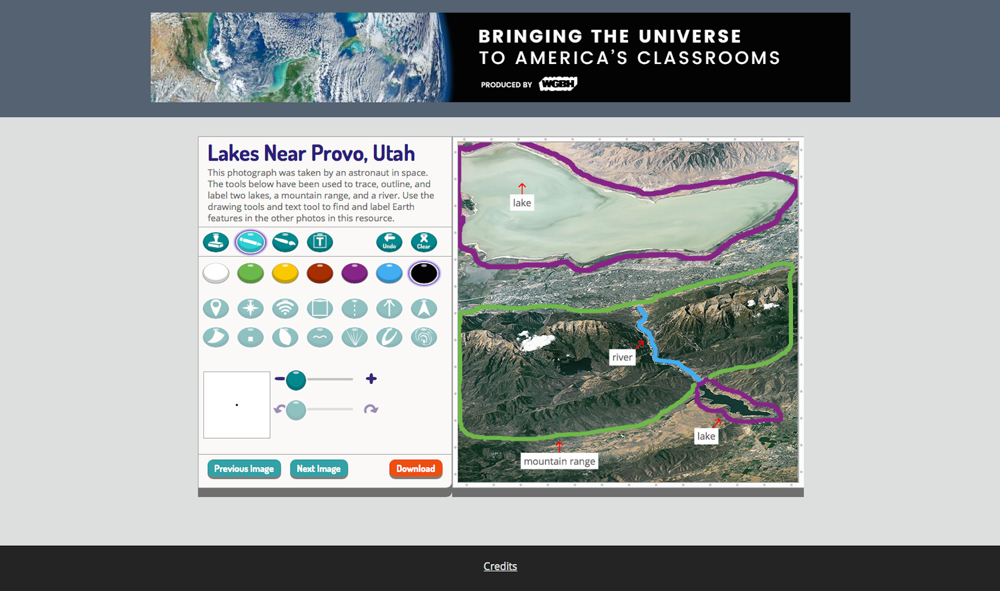 BRINGING THE UNIVERSE
TO AMERICA'S CLASSROOMS
PRODUCED BY WGBH
Lakes Near Provo, Utah
This photograph was taken by an astronaut in space.
The tools below have been used to trace, outline, and
label two lakes, a mountain range, and a river. Use the
drawing tools and text tool to find and label Earth
features in the other photos in this resource.
T
Undo
Clear
Previous Image
Next Image
Download
lake
river
lake
mountain range
Credits